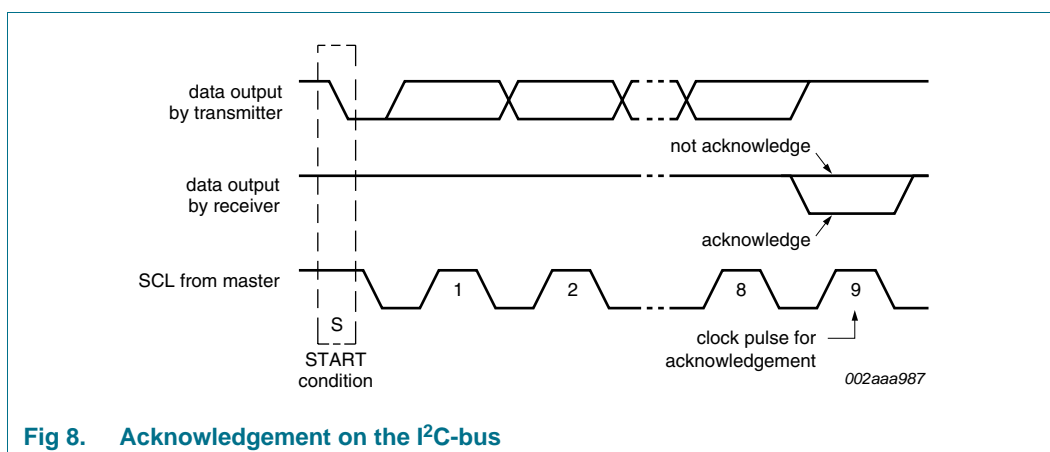 data output
by transmitter
not acknowledge
data output
by receiver
acknowledge
SCL from master
1
2
8
9
S
START
condition
clock pulse for
acknowledgement
002aaa987
Fig 8. Acknowledgement on the I²C-bus